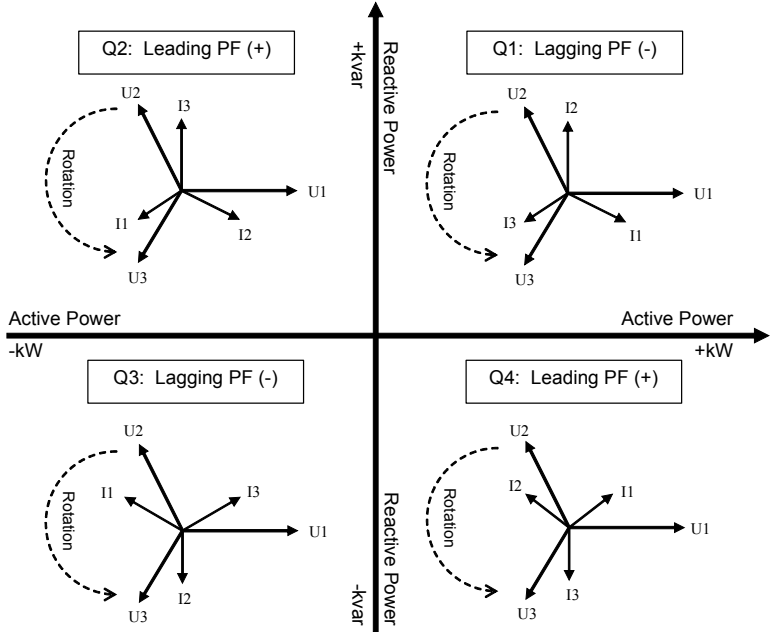 Q2: Leading PF (+)
U2
I3
Rotation
U1
I1
I2
U3
Reactive Power
+kvar
Q1: Lagging PF (-)
U2
I2
Rotation
U1
I3
I1
U3
Active Power
-kW
Active Power
+kW
Q3: Lagging PF (-)
U2
I1
I3
Rotation
U1
I2
U3
Reactive Power
-kvar
Q4: Leading PF (+)
U2
I2
I1
Rotation
U1
I3
U3